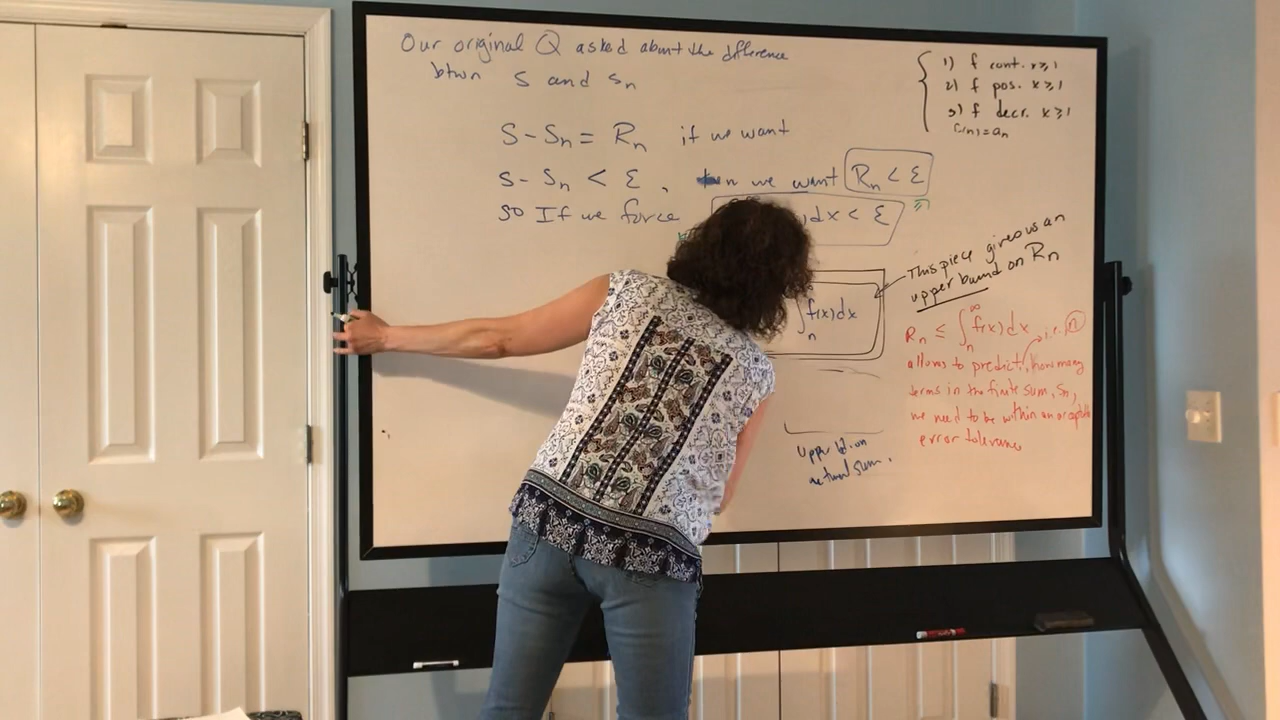 Our original Q asked about the difference
btwn S and Sn
S - Sn = Rn if we want
S - Sn < ε, then we want Rn < ε
so If we force dx < ε
1) f cont. x ≥ 1
2) f pos. x ≥ 1
3) f decr. x ≥ 1
f(n) = an
∫n f(x)dx
This piece gives us an
upper bound on Rn
Rn ≤ ∫n^∞ f(x)dx, i.e. n
allows to predict, how many
terms in the finite sum, Sn,
we need to be within an acceptable
error tolerance
upper bd. on
actual sum.